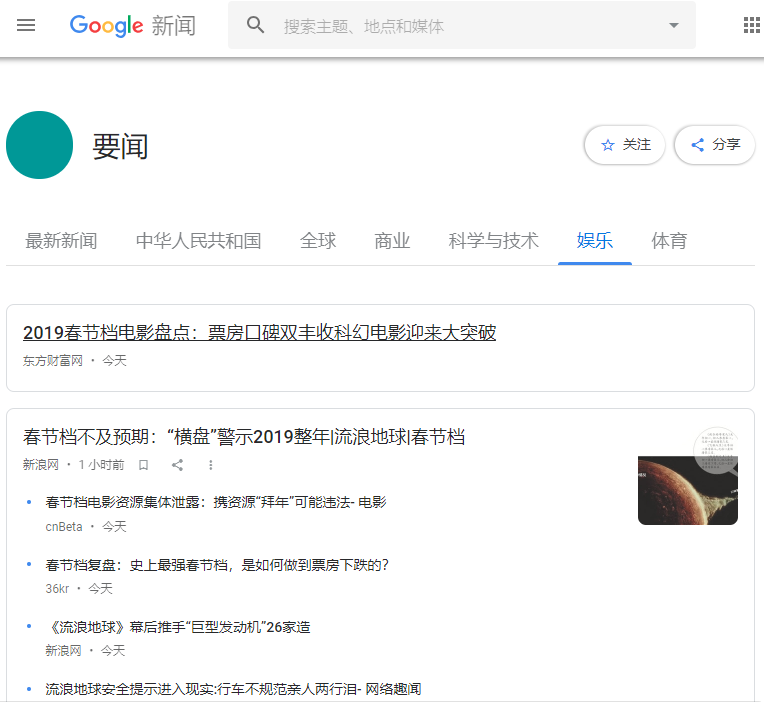 Google 新闻
搜索主题、地点和媒体
要闻
关注
分享
最新新闻 中华人民共和国 全球 商业 科学与技术 娱乐 体育
2019春节档电影盘点：票房口碑双丰收科幻电影迎来大突破
东方财富网 · 今天
春节档不及预期：“横盘”警示2019整年|流浪地球|春节档
新浪网 · 1 小时前
春节档电影资源集体泄露：携资源“拜年”可能违法- 电影
cnBeta · 今天
春节档复盘：史上最强春节档，是如何做到票房下跌的？
36kr · 今天
《流浪地球》幕后推手“巨型发动机”26家造
新浪网 · 今天
流浪地球安全提示进入现实:行车不规范亲人两行泪- 网络趣闻